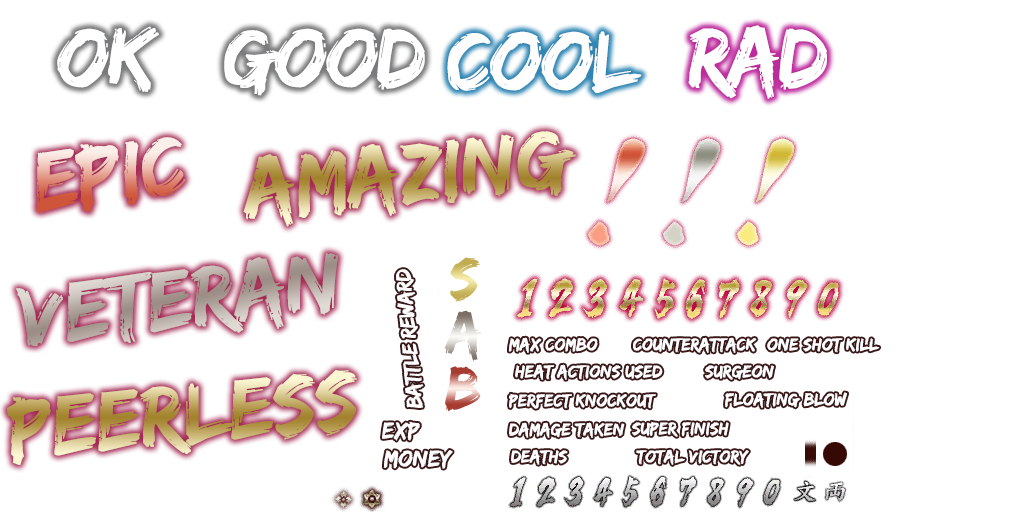 OK GOOD COOL RAD
EPIC AMAZING ! ! !
VETERAN
PEERLESS
BATTLE REWARD
S
A
B
EXP
MONEY
1 2 3 4 5 6 7 8 9 0
MAX COMBO COUNTERATTACK ONE SHOT KILL
HEAT ACTIONS USED SURGEON
PERFECT KNOCKOUT FLOATING BLOW
DAMAGE TAKEN SUPER FINISH
DEATHS TOTAL VICTORY
1 2 3 4 5 6 7 8 9 0 文 両